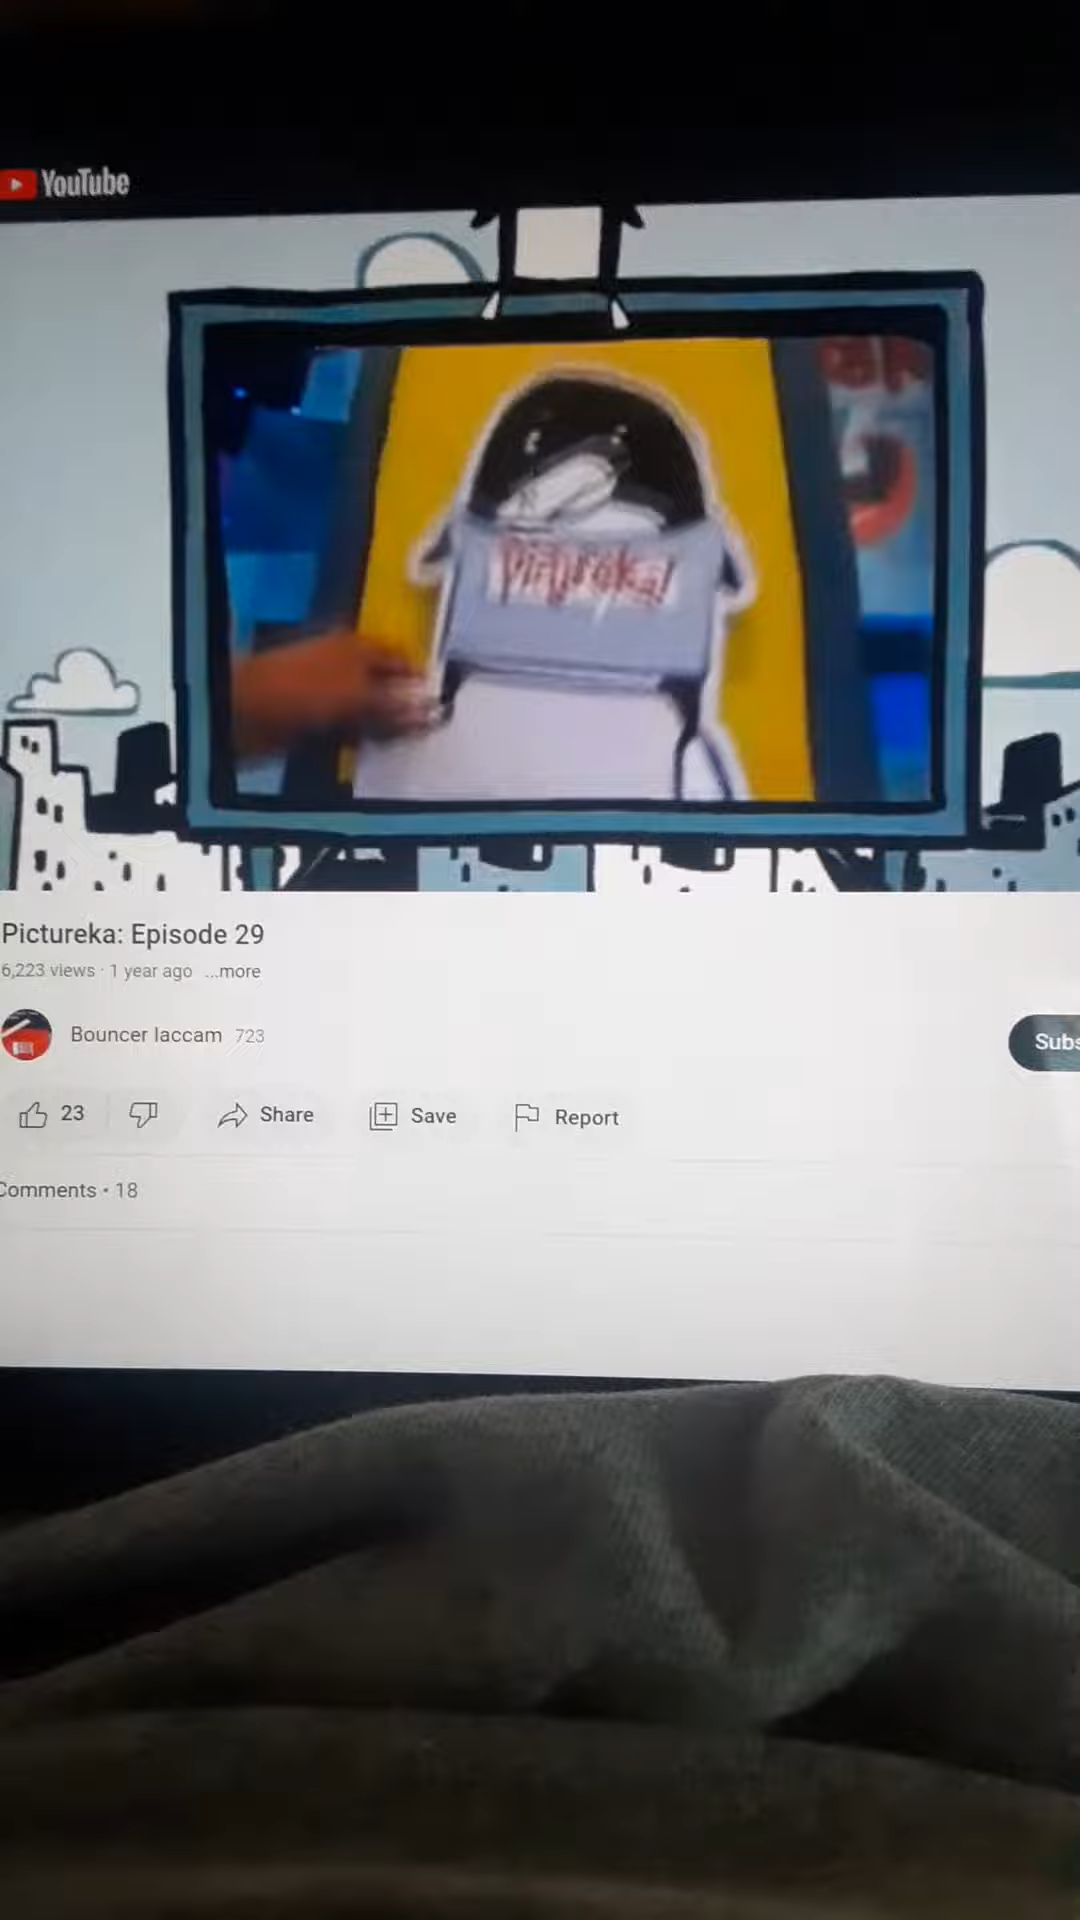 YouTube
Pictureka!
Pictureka: Episode 29
6,223 views · 1 year ago ...more
Bouncer Iaccam 723
Subs
23
Share
Save
Report
Comments • 18